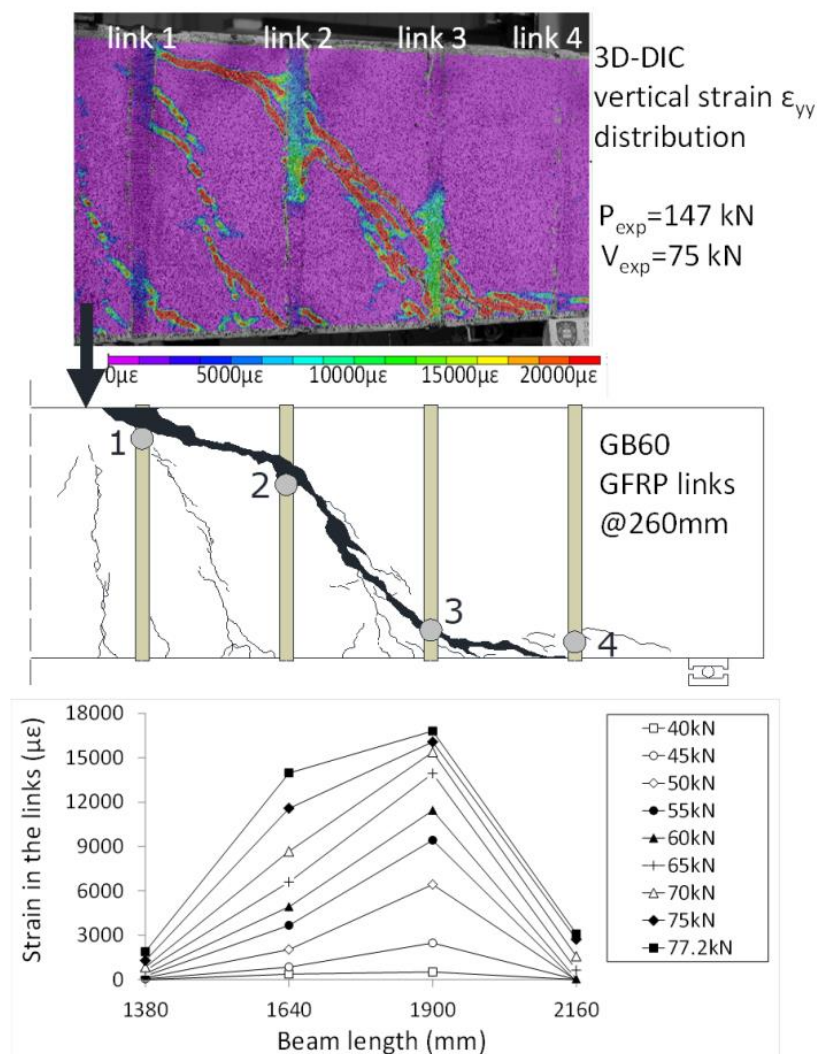 link 1 link 2 link 3 link 4
3D-DIC
vertical strain εyy
distribution
Pexp=147 kN
Vexp=75 kN
0με 5000με 10000με 15000με 20000με
1
2
3
4
GB60
GFRP links
@260mm
Strain in the links (με)
18000
15000
12000
9000
6000
3000
0
1380 1640 1900 2160
Beam length (mm)
40kN
45kN
50kN
55kN
60kN
65kN
70kN
75kN
77.2kN